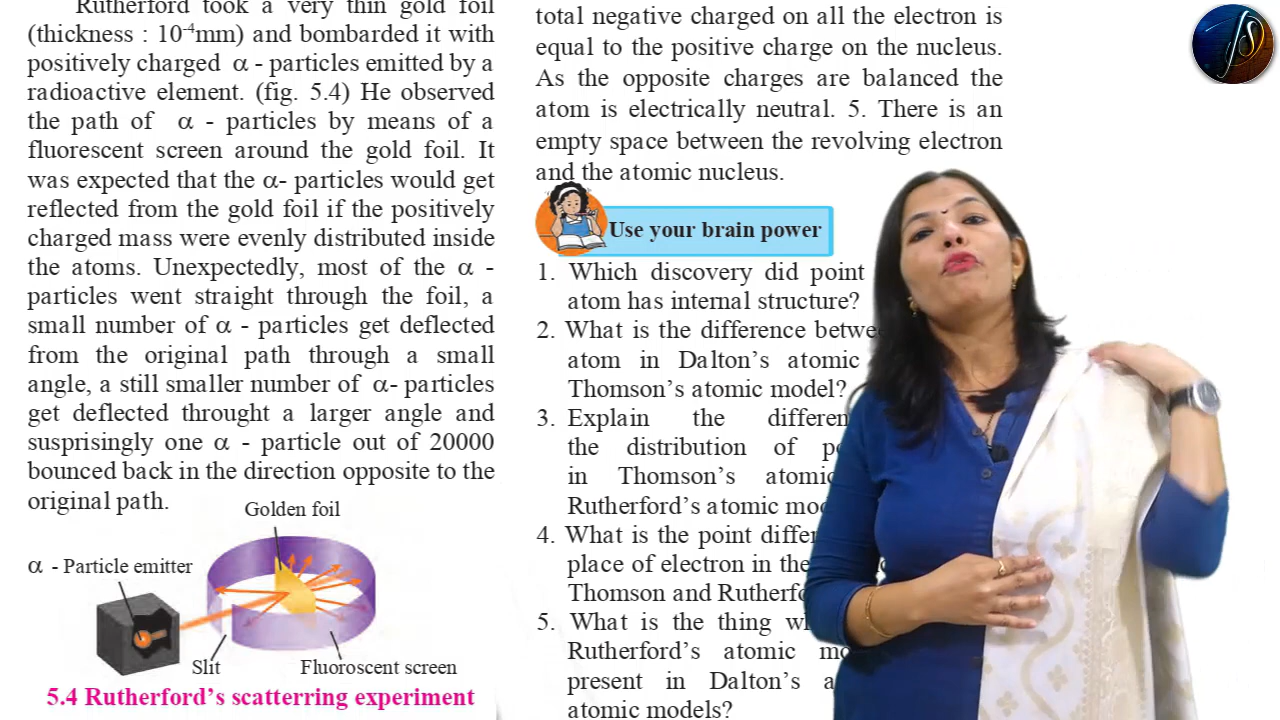 Rutherford took a very thin gold foil
(thickness : 10⁻⁴mm) and bombarded it with
positively charged α - particles emitted by a
radioactive element. (fig. 5.4) He observed
the path of α - particles by means of a
fluorescent screen around the gold foil. It
was expected that the α- particles would get
reflected from the gold foil if the positively
charged mass were evenly distributed inside
the atoms. Unexpectedly, most of the α -
particles went straight through the foil, a
small number of α - particles get deflected
from the original path through a small
angle, a still smaller number of α- particles
get deflected throught a larger angle and
susprisingly one α - particle out of 20000
bounced back in the direction opposite to the
original path.
Golden foil
α - Particle emitter
Slit
Fluoroscent screen
5.4 Rutherford's scatterring experiment
total negative charged on all the electron is
equal to the positive charge on the nucleus.
As the opposite charges are balanced the
atom is electrically neutral. 5. There is an
empty space between the revolving electron
and the atomic nucleus.
Use your brain power
1. Which discovery did point
atom has internal structure?
2. What is the difference
atom in Dalton's atomic
Thomson's atomic model?
3. Explain the
the distribution of
in Thomson's
Rutherford's atomic
4. What is the point
place of electron in the
Thomson and
5. What is the thing
Rutherford's atomic
present in Dalton's
atomic models?